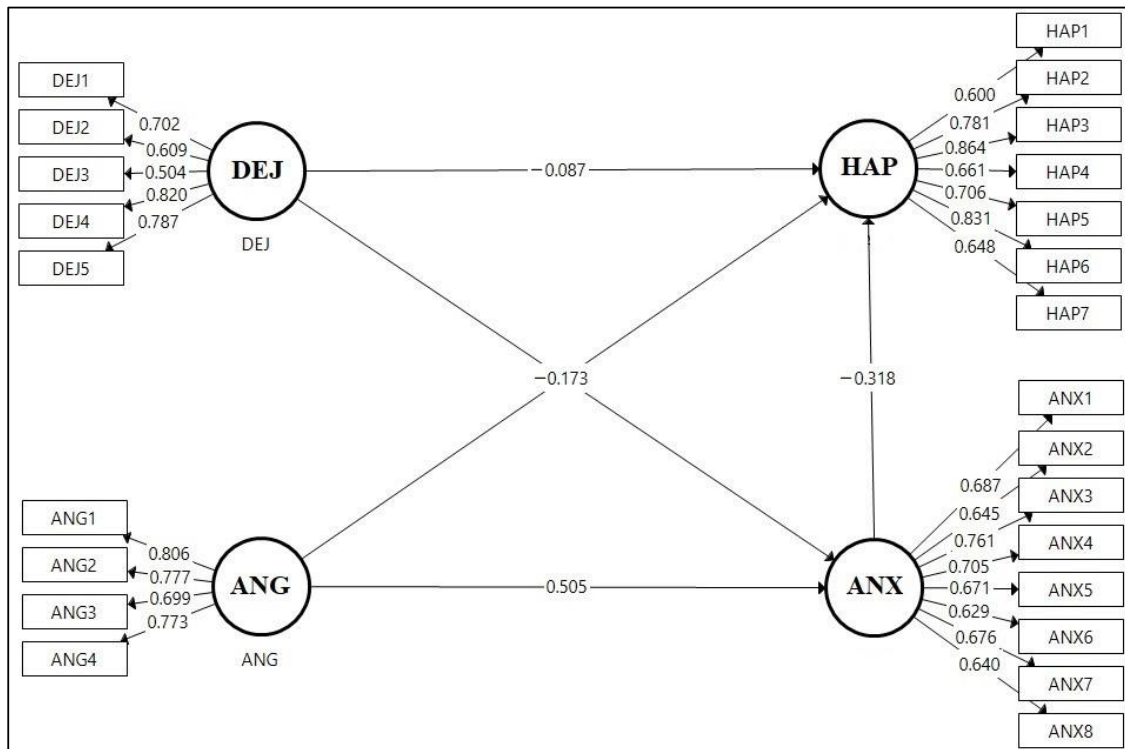 DEJ1
DEJ2
DEJ3
DEJ4
DEJ5
0.702
0.609
0.504
0.820
0.787
DEJ
DEJ
−0.087
HAP
0.600
0.781
0.864
0.661
0.706
0.831
0.648
HAP1
HAP2
HAP3
HAP4
HAP5
HAP6
HAP7
−0.173
−0.318
ANG1
ANG2
ANG3
ANG4
0.806
0.777
0.699
0.773
ANG
ANG
0.505
ANX
0.687
0.645
0.761
0.705
0.671
0.629
0.676
0.640
ANX1
ANX2
ANX3
ANX4
ANX5
ANX6
ANX7
ANX8